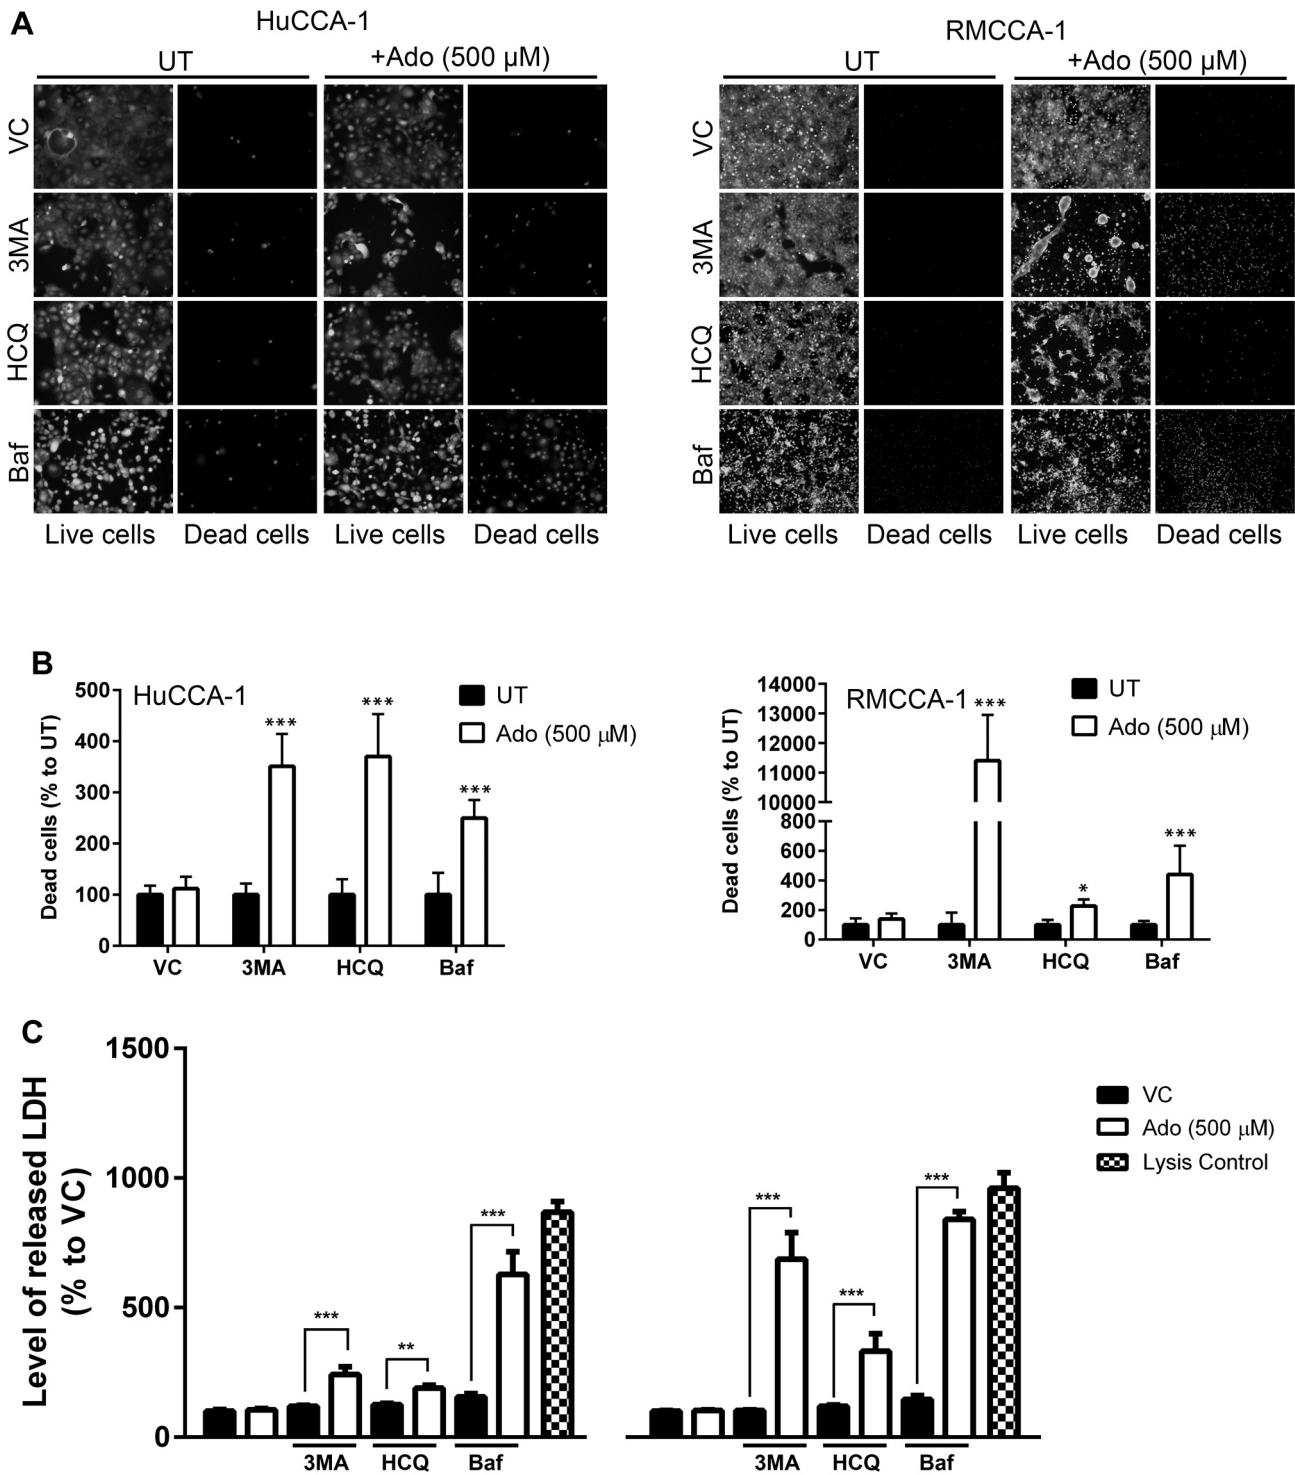 A
HuCCA-1
RMCCA-1
UT
+Ado (500 μM)
UT
+Ado (500 μM)
VC
3MA
HCQ
Baf
VC
3MA
HCQ
Baf
Live cells
Dead cells
Live cells
Dead cells
Live cells
Dead cells
Live cells
Dead cells
B
HuCCA-1
Dead cells (% to UT)
500
400
300
200
100
0
***
***
***
UT
Ado (500 μM)
VC
3MA
HCQ
Baf
RMCCA-1
Dead cells (% to UT)
14000
13000
12000
11000
10000
800
600
400
200
0
***
*
***
UT
Ado (500 μM)
VC
3MA
HCQ
Baf
C
Level of released LDH
(% to VC)
1500
1000
500
0
***
**
***
***
***
***
VC
Ado (500 μM)
Lysis Control
3MA
HCQ
Baf
3MA
HCQ
Baf